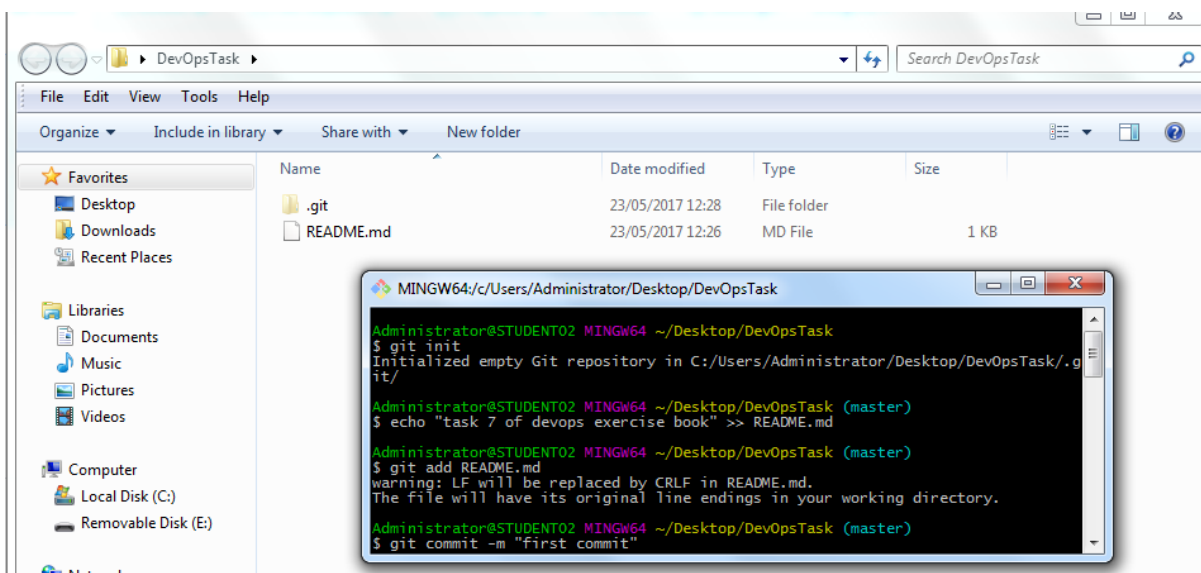 DevOpsTask
Search DevOpsTask
File Edit View Tools Help
Organize Include in library Share with New folder
Name Date modified Type Size
Favorites
Desktop
Downloads
Recent Places
Libraries
Documents
Music
Pictures
Videos
Computer
Local Disk (C:)
Removable Disk (E:)
.git 23/05/2017 12:28 File folder
README.md 23/05/2017 12:26 MD File 1 KB
MINGW64:/c/Users/Administrator/Desktop/DevOpsTask
Administrator@STUDENT02 MINGW64 ~/Desktop/DevOpsTask
$ git init
Initialized empty Git repository in C:/Users/Administrator/Desktop/DevOpsTask/.g
it/
Administrator@STUDENT02 MINGW64 ~/Desktop/DevOpsTask (master)
$ echo "task 7 of devops exercise book" >> README.md
Administrator@STUDENT02 MINGW64 ~/Desktop/DevOpsTask (master)
$ git add README.md
warning: LF will be replaced by CRLF in README.md.
The file will have its original line endings in your working directory.
Administrator@STUDENT02 MINGW64 ~/Desktop/DevOpsTask (master)
$ git commit -m "first commit"